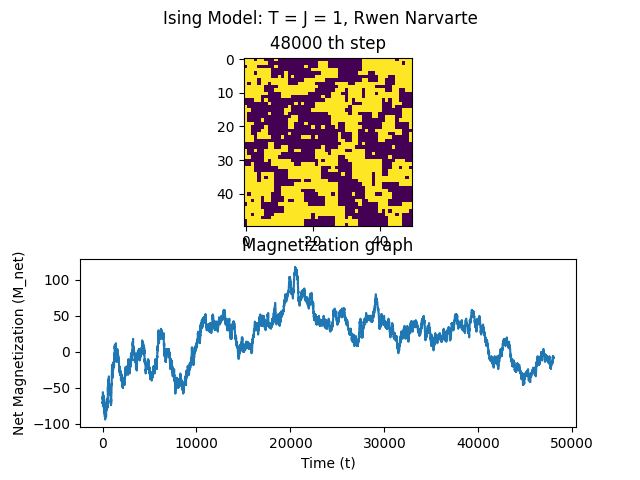 Ising Model: T = J = 1, Rwen Narvarte
48000 th step
0
10
20
30
40
0 20 40
Magnetization graph
Net Magnetization (M_net)
100
50
0
−50
−100
0 10000 20000 30000 40000 50000
Time (t)